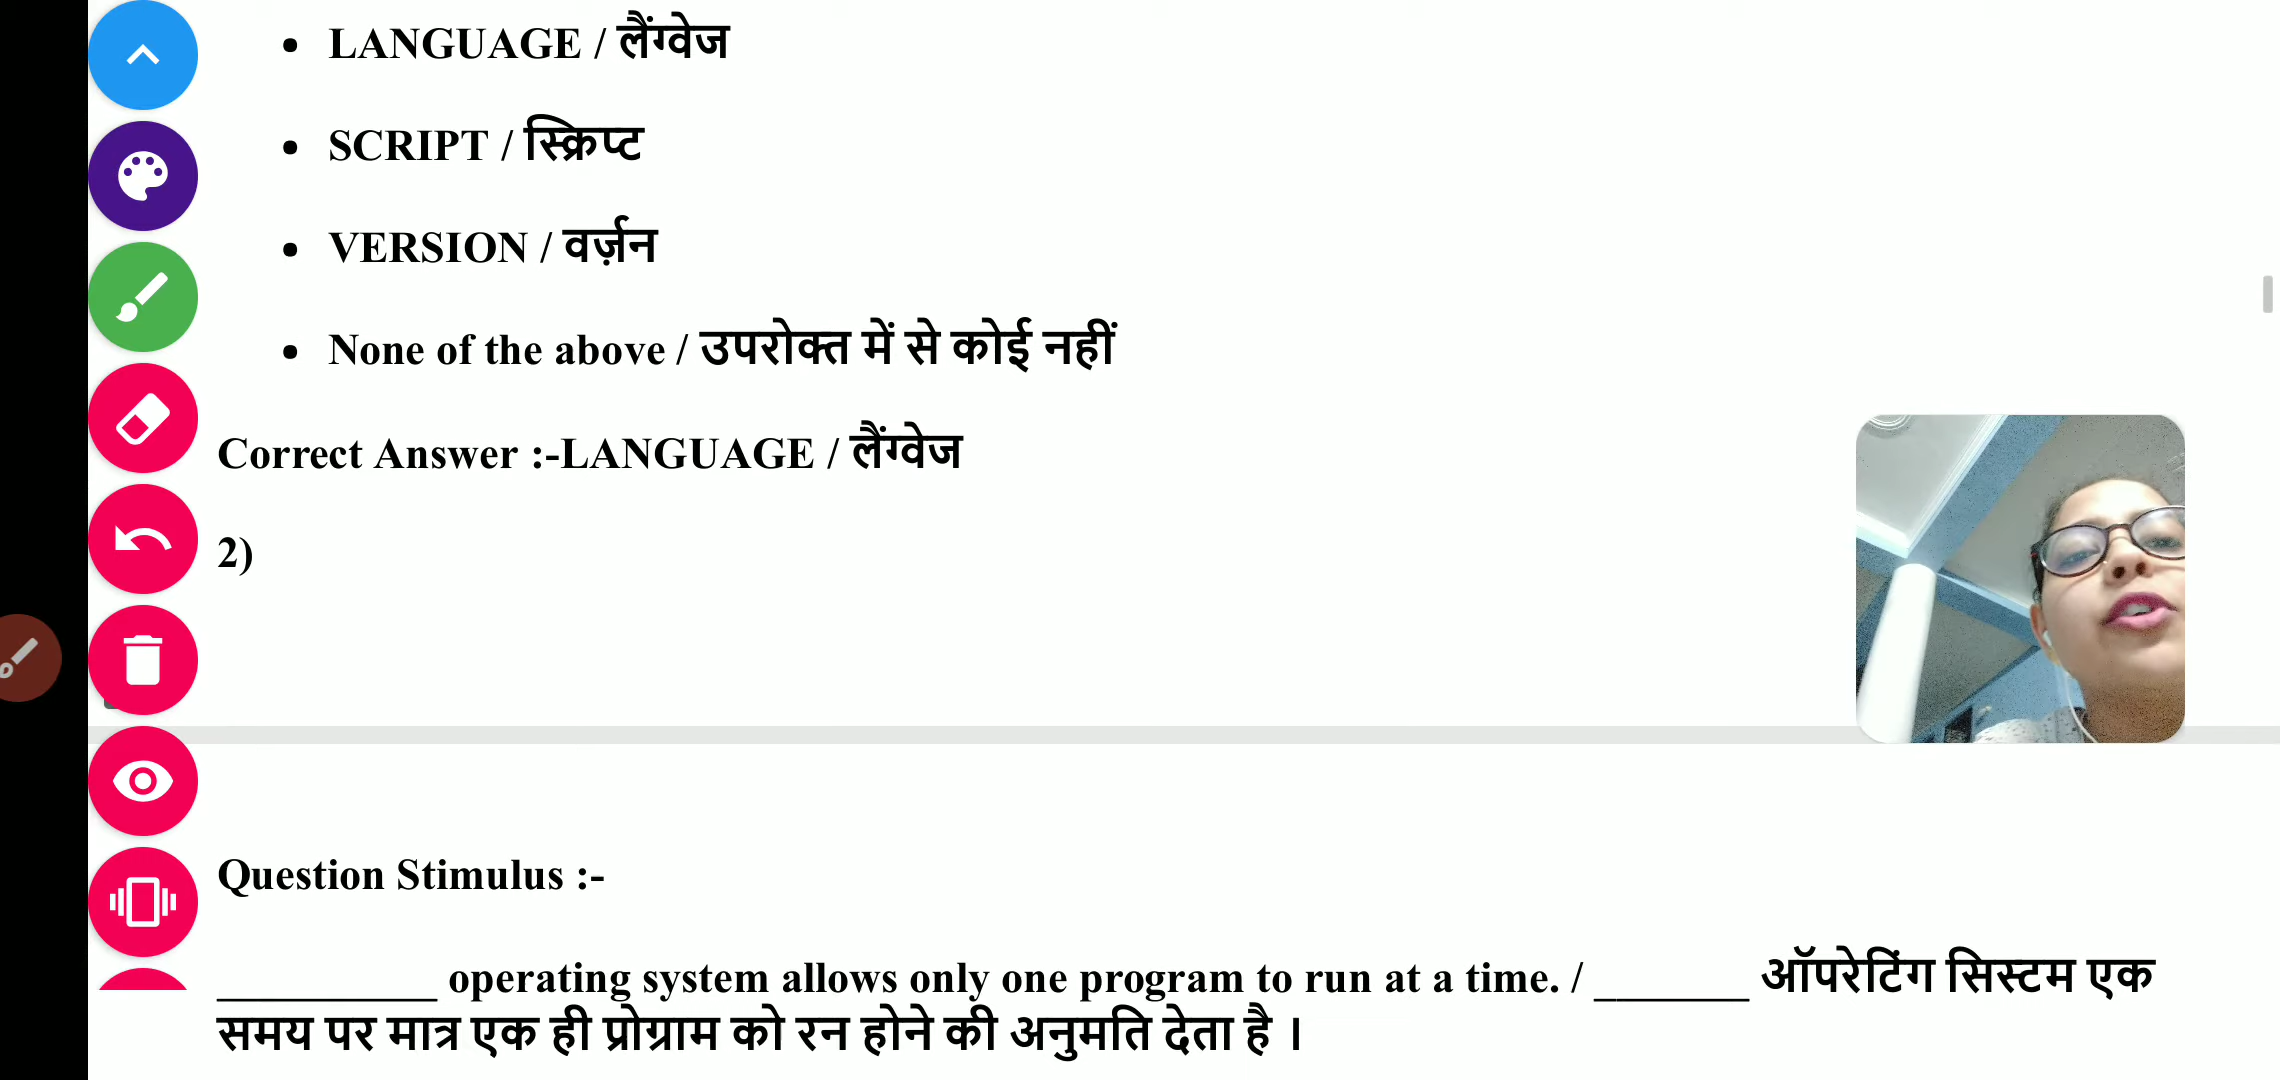 LANGUAGE / लैंग्वेज
SCRIPT / स्क्रिप्ट
VERSION / वर्ज़न
None of the above / उपरोक्त में से कोई नहीं
Correct Answer :-LANGUAGE / लैंग्वेज
2)
Question Stimulus :-
__________ operating system allows only one program to run at a time. / _______ ऑपरेटिंग सिस्टम एक
समय पर मात्र एक ही प्रोग्राम को रन होने की अनुमति देता है ।